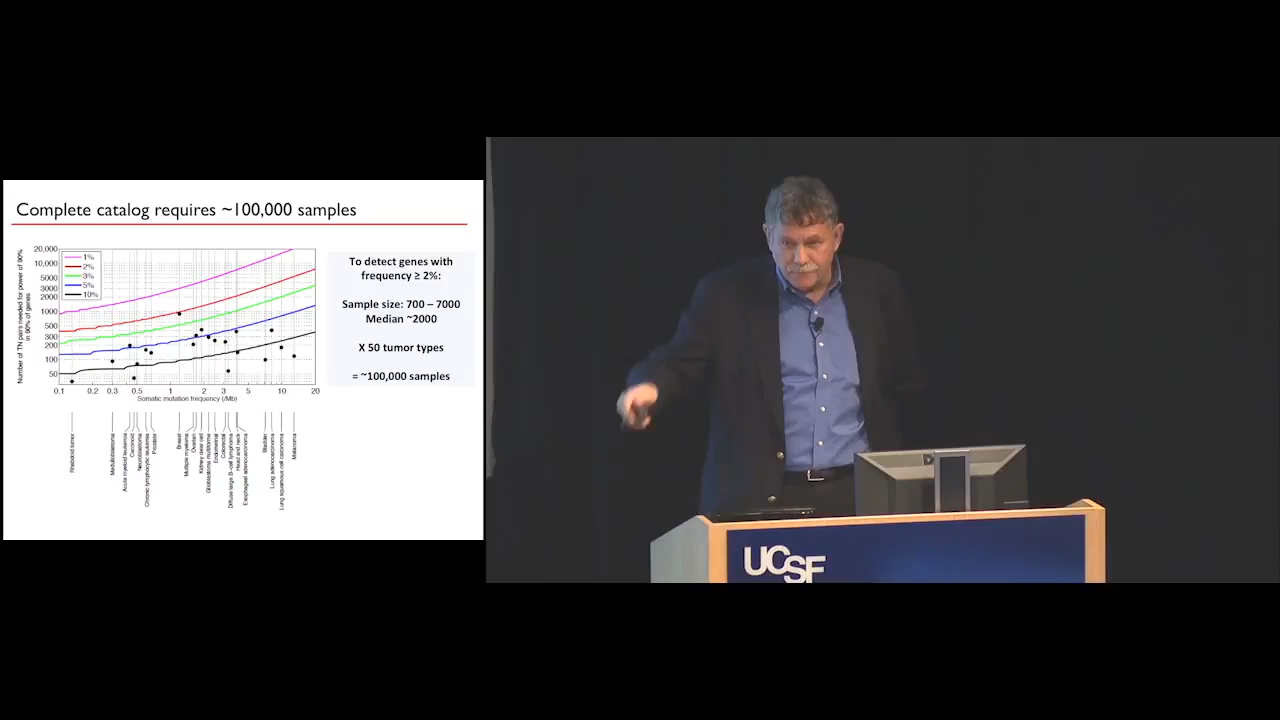 Complete catalog requires ~100,000 samples
Number of TN pairs needed for power of 90%
in 90% of genes
20,000
10,000
5000
3000
2000
1000
500
300
200
100
50
1%
2%
3%
5%
10%
0.1 0.2 0.3 0.5 1 2 3 5 10 20
Somatic mutation frequency (/Mb)
Rhabdoid tumor
Medulloblastoma
Acute myeloid leukemia
Carcinoid
Neuroblastoma
Chronic lymphocytic leukemia
Prostate
Breast
Multiple myeloma
Ovarian
Kidney clear cell
Glioblastoma multiforme
Endometrial
Colorectal
Diffuse large B-cell lymphoma
Head and neck
Esophageal adenocarcinoma
Bladder
Lung adenocarcinoma
Lung squamous cell carcinoma
Melanoma
To detect genes with
frequency ≥ 2%:
Sample size: 700 – 7000
Median ~2000
X 50 tumor types
= ~100,000 samples
UCSF